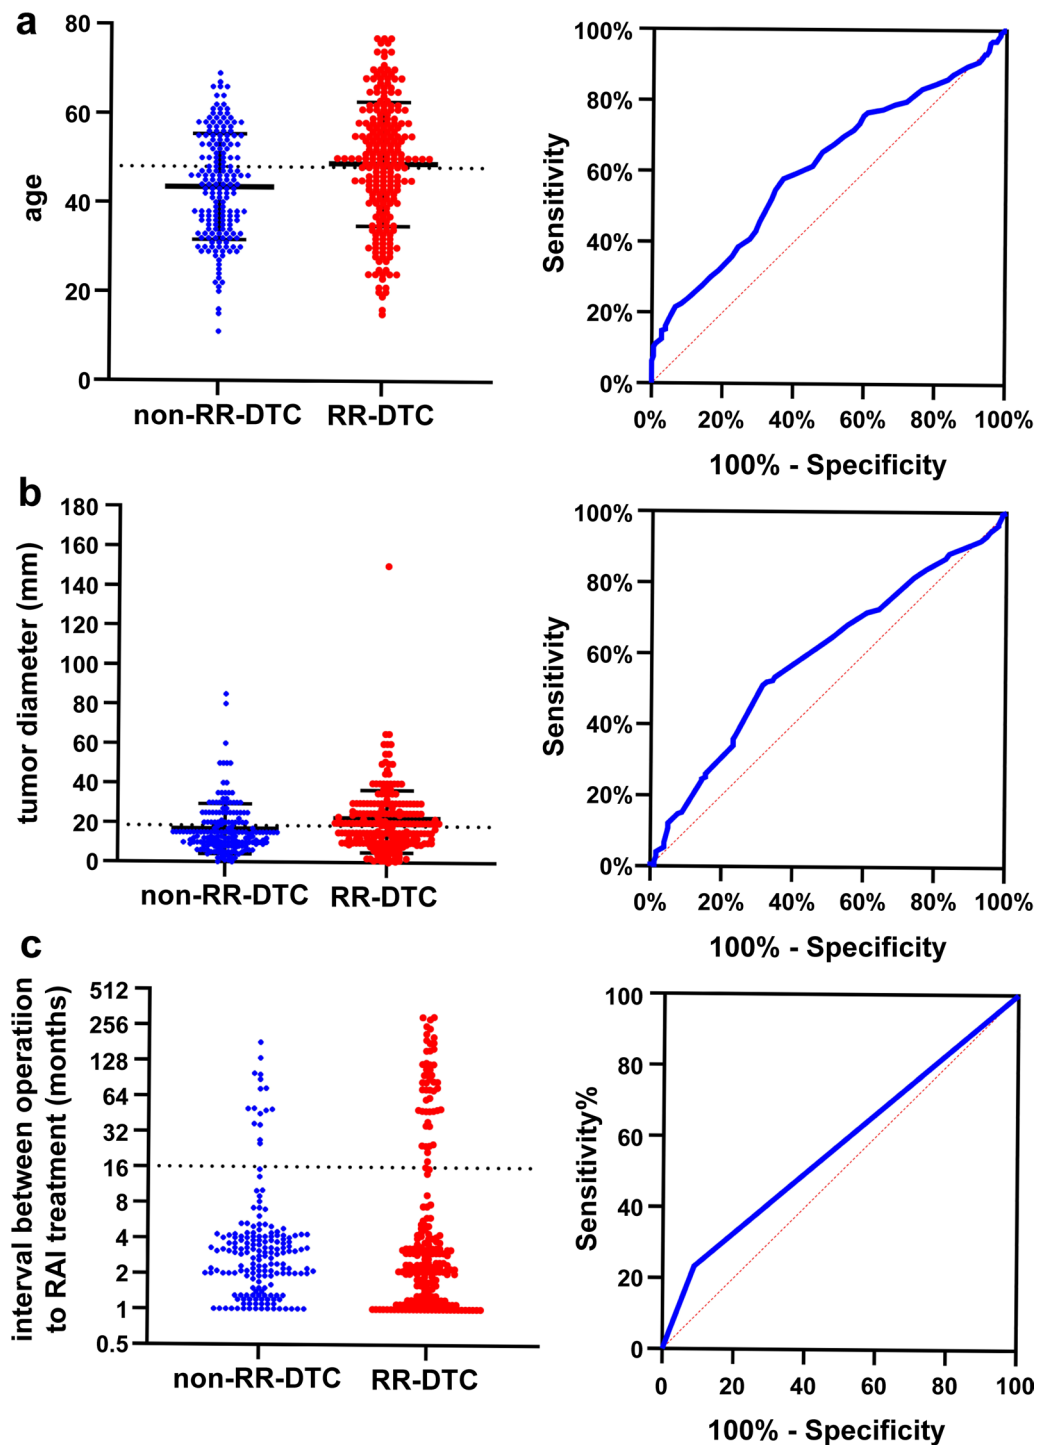 a
80
60
40
20
0
age
non-RR-DTC RR-DTC
100%
80%
60%
40%
20%
0%
Sensitivity
0% 20% 40% 60% 80% 100%
100% - Specificity
b
180
160
140
120
100
80
60
40
20
0
tumor diameter (mm)
non-RR-DTC RR-DTC
100%
80%
60%
40%
20%
0%
Sensitivity
0% 20% 40% 60% 80% 100%
100% - Specificity
c
512
256
128
64
32
16
8
4
2
1
0.5
interval between operatiion
to RAI treatment (months)
non-RR-DTC RR-DTC
100
80
60
40
20
0
Sensitivity%
0 20 40 60 80 100
100% - Specificity